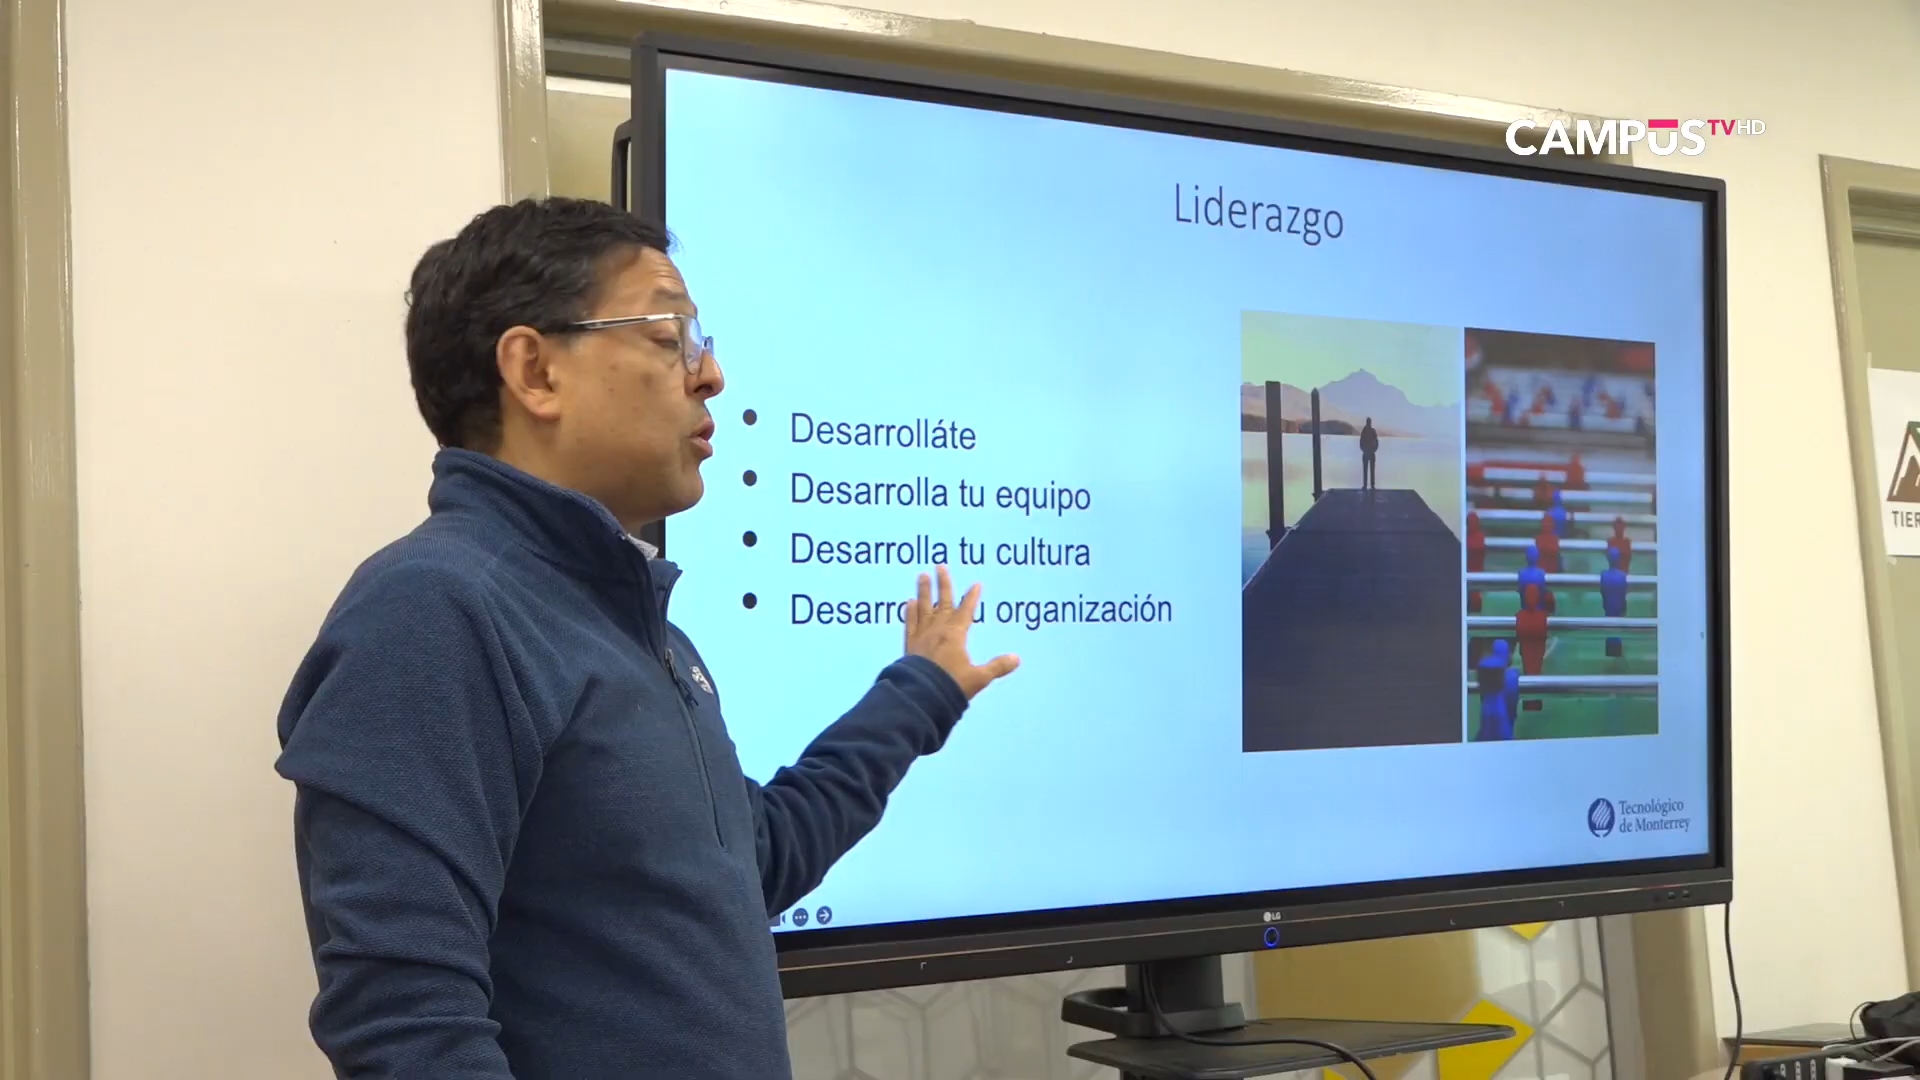 CAMPUS TV HD
Liderazgo
Desarrolláte
Desarrolla tu equipo
Desarrolla tu cultura
organización
Tecnológico
de Monterrey
LG